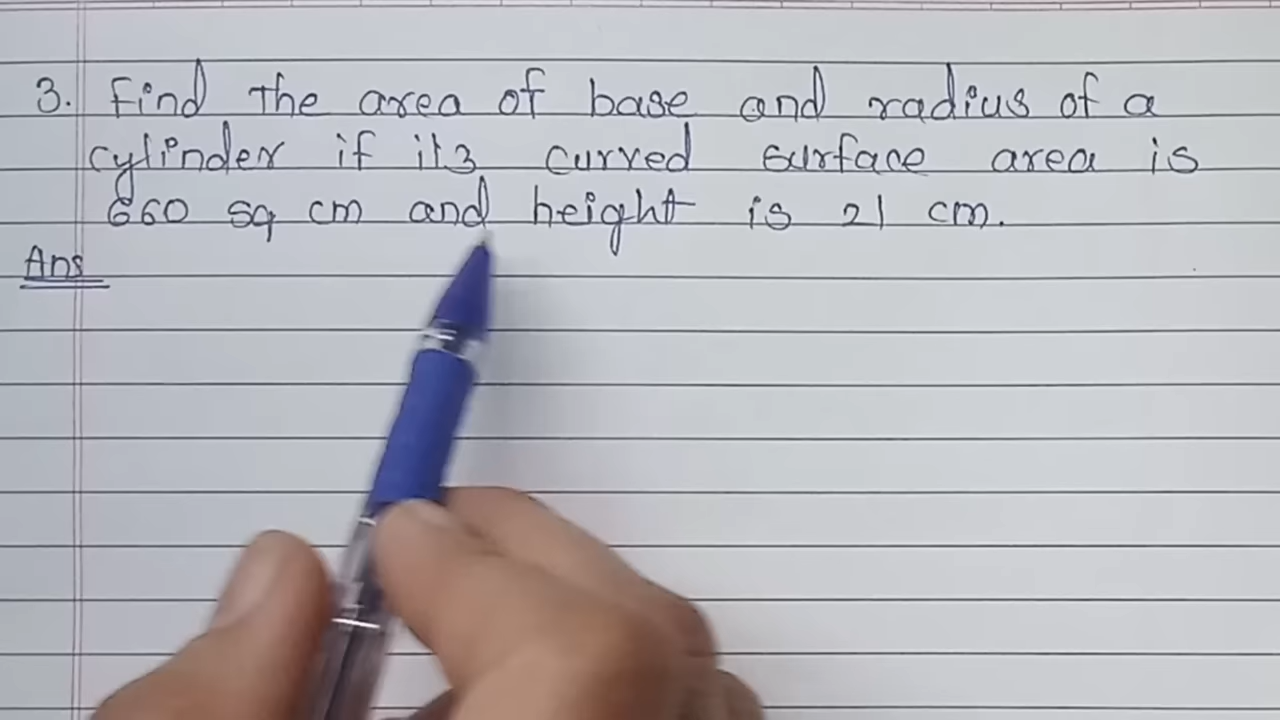 3. Find the area of base and radius of a
cylinder if its curved surface area is
660 sq cm and height is 21 cm.
Ans